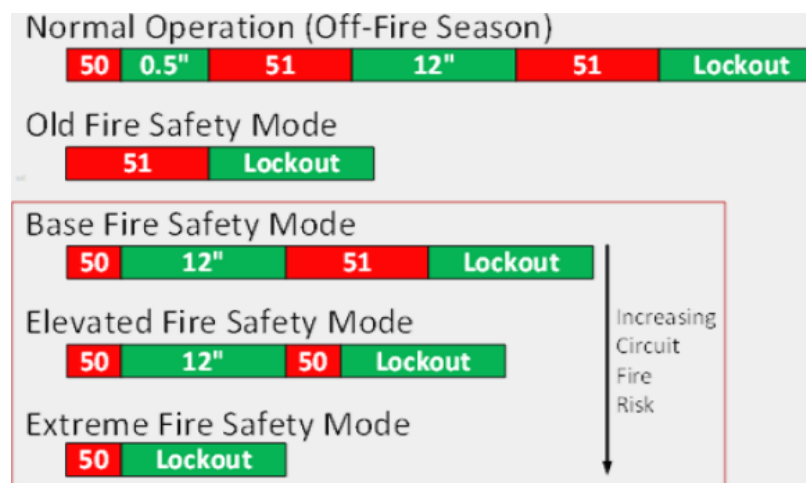 Normal Operation (Off-Fire Season)
50 0.5" 51 12" 51 Lockout
Old Fire Safety Mode
51 Lockout
Base Fire Safety Mode
50 12" 51 Lockout
Elevated Fire Safety Mode
50 12" 50 Lockout
Extreme Fire Safety Mode
50 Lockout
Increasing
Circuit
Fire
Risk